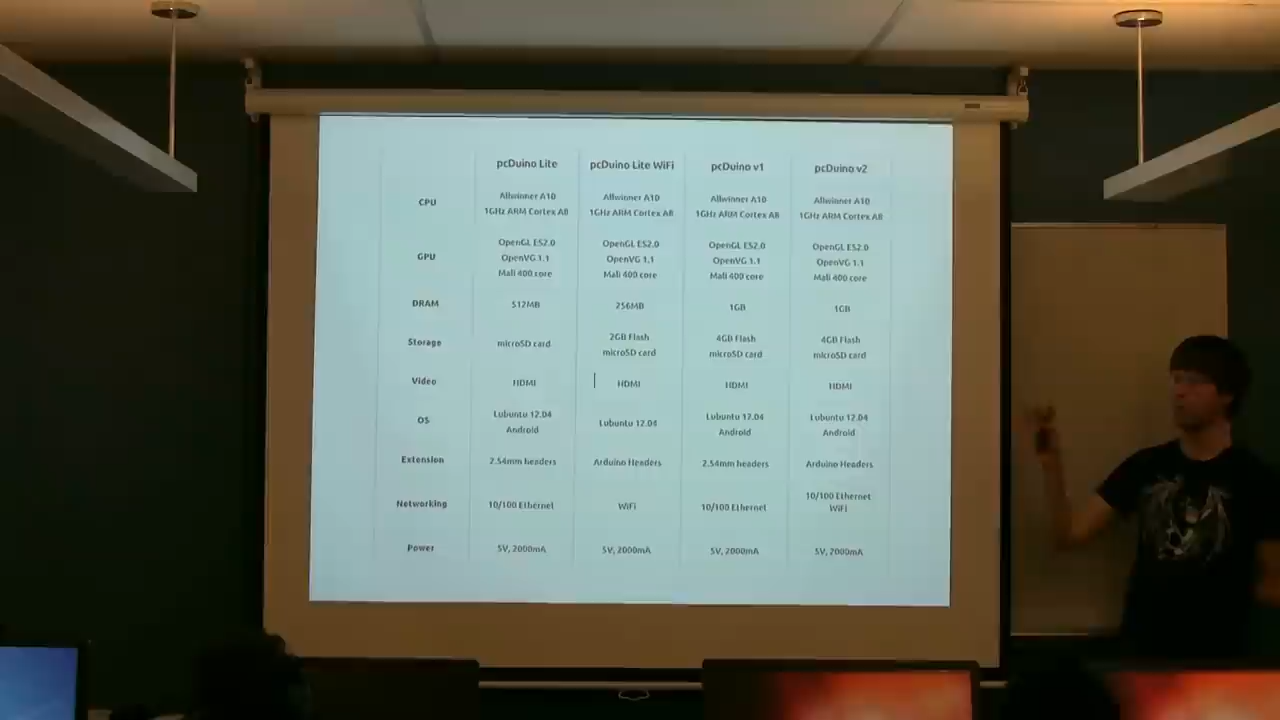 pcDuino Lite pcDuino Lite WiFi pcDuino v1 pcDuino v2
CPU
Allwinner A10 Allwinner A10 Allwinner A10 Allwinner A10
1GHz ARM Cortex A8 1GHz ARM Cortex A8 1GHz ARM Cortex A8 1GHz ARM Cortex A8
GPU
OpenGL ES2.0 OpenGL ES2.0 OpenGL ES2.0 OpenGL ES2.0
OpenVG 1.1 OpenVG 1.1 OpenVG 1.1 OpenVG 1.1
Mali 400 core Mali 400 core Mali 400 core Mali 400 core
DRAM 512MB 256MB 1GB 1GB
Storage microSD card
2GB Flash 4GB Flash 4GB Flash
microSD card microSD card microSD card
Video HDMI HDMI HDMI HDMI
OS
Lubuntu 12.04 Lubuntu 12.04 Lubuntu 12.04 Lubuntu 12.04
Android Android Android
Extension 2.54mm headers Arduino Headers 2.54mm headers Arduino Headers
Networking 10/100 Ethernet WiFi 10/100 Ethernet 10/100 Ethernet
WiFi
Power 5V, 2000mA 5V, 2000mA 5V, 2000mA 5V, 2000mA